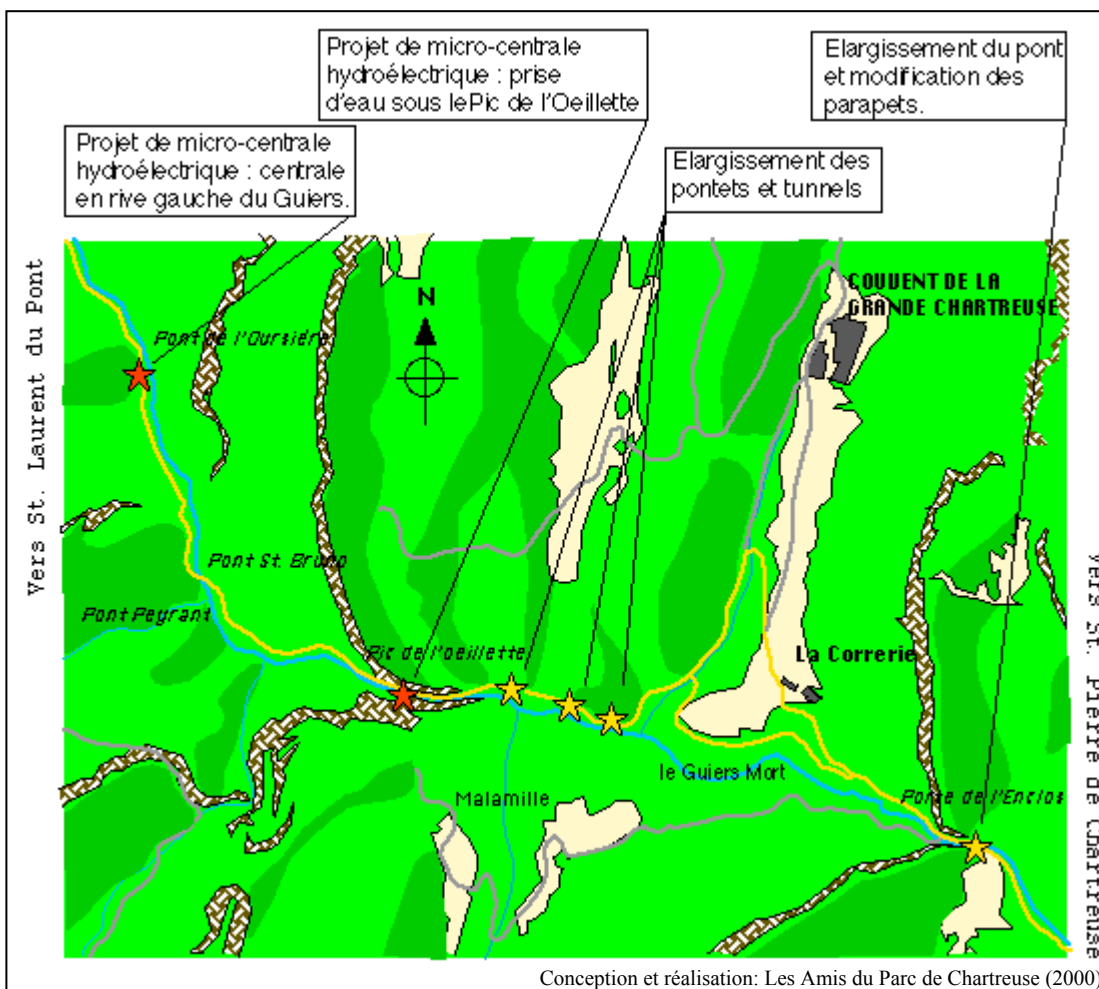 Projet de micro-centrale
hydroélectrique : prise
d'eau sous le Pic de l'Oeillette
Elargissement du pont
et modification des
parapets.
Projet de micro-centrale
hydroélectrique : centrale
en rive gauche du Guiers.
Elargissement des
pontets et tunnels
Vers St. Laurent du Pont
N
COUVENT DE LA
GRANDE CHARTREUSE
Pont de l'Oursière
Pont St. Bruno
Pont Peyrant
Pic de l'oeillette
La Correrie
le Guiers Mort
Malamille
Porte de l'Enclos
Vers St. Pierre de Chartreuse
Conception et réalisation: Les Amis du Parc de Chartreuse (2000)